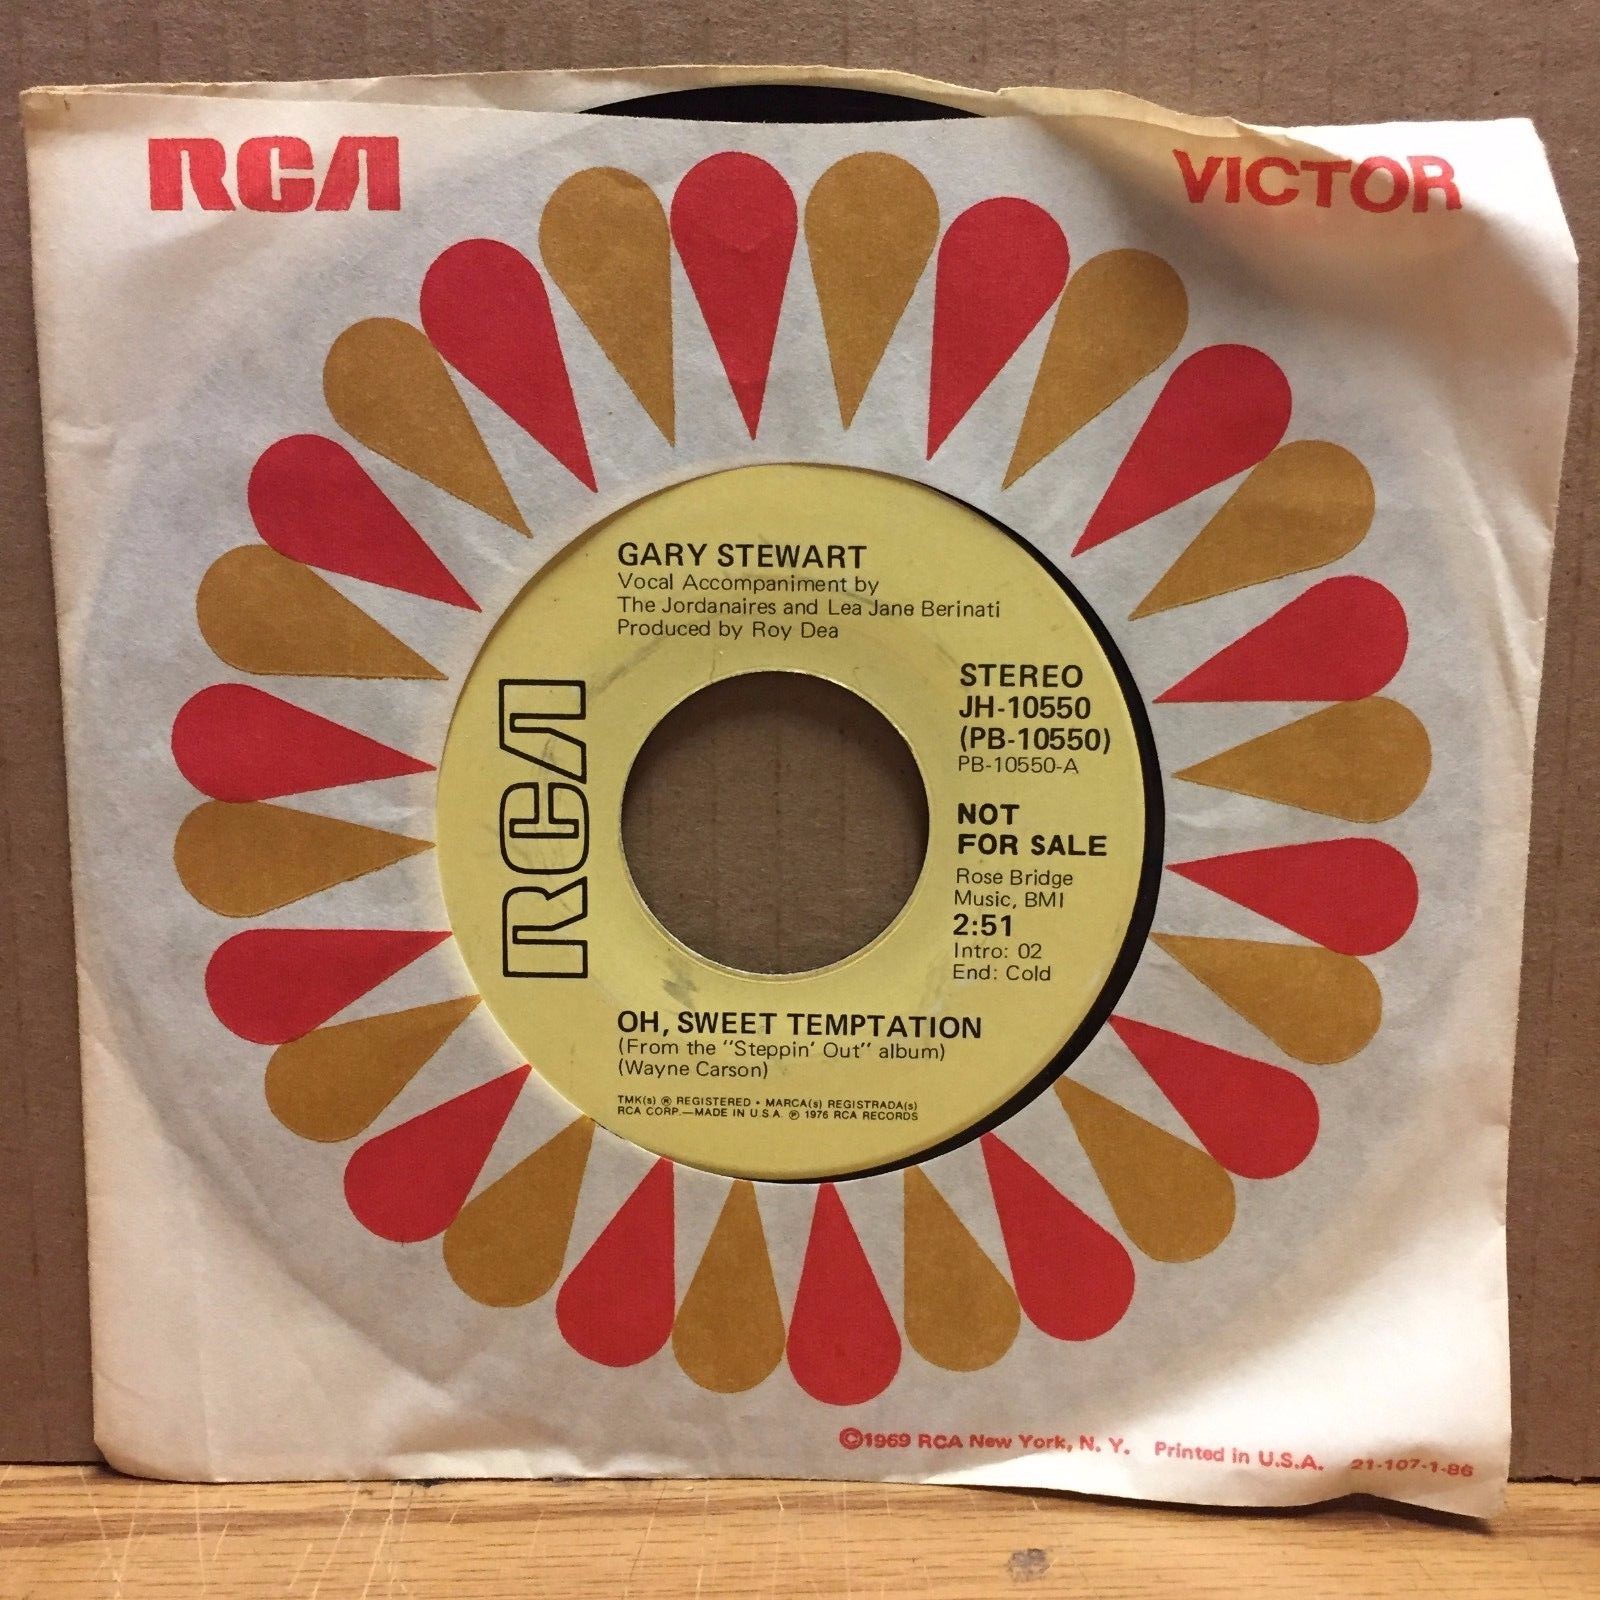 RCA
VICTOR
GARY STEWART
Vocal Accompaniment by
The Jordanaires and Lea Jane Berinati
Produced by Roy Dea
RCA
STEREO
JH-10550
(PB-10550)
PB-10550-A
NOT
FOR SALE
Rose Bridge
Music, BMI
2:51
Intro: 02
End: Cold
OH, SWEET TEMPTATION
(From the "Steppin' Out" album)
(Wayne Carson)
TMK(s) ® REGISTERED • MARCA(s) REGISTRADA(s)
RCA CORP.—MADE IN U.S.A. ℗ 1976 RCA RECORDS
©1969 RCA New York, N. Y. Printed in U.S.A. 21-107-1-86